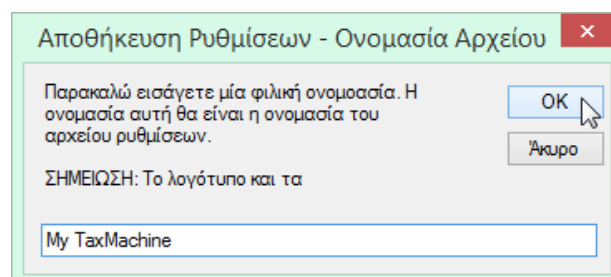 Αποθήκευση Ρυθμίσεων - Ονομασία Αρχείου
Παρακαλώ εισάγετε μία φιλική ονομοασία. Η
ονομασία αυτή θα είναι η ονομασία του
αρχείου ρυθμίσεων.
ΣΗΜΕΙΩΣΗ: Το λογότυπο και τα
OK
Άκυρο
My TaxMachine